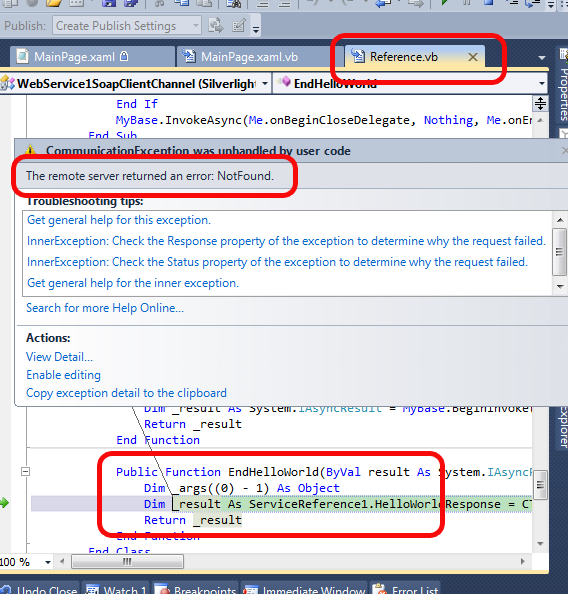 Publish: Create Publish Settings
MainPage.xaml MainPage.xaml.vb Reference.vb
WebService1SoapClientChannel (Silverlight EndHelloWorld
End If
MyBase.InvokeAsync(Me.onBeginCloseDelegate, Nothing, Me.onEn
End Sub
CommunicationException was unhandled by user code
The remote server returned an error: NotFound.
Troubleshooting tips:
Get general help for this exception.
InnerException: Check the Response property of the exception to determine why the request failed.
InnerException: Check the Status property of the exception to determine why the request failed.
Get general help for the inner exception.
Search for more Help Online...
Actions:
View Detail...
Enable editing
Copy exception detail to the clipboard
Properties
Explorer
Dim _result As System.IAsyncResult = MyBase.BeginInvoke(
Return _result
End Function
Public Function EndHelloWorld(ByVal result As System.IAsyncR
Dim _args((0) - 1) As Object
Dim _result As ServiceReference1.HelloWorldResponse = CT
Return _result
End Function
End Class
100 %
Undo Close Watch 1 Breakpoints Immediate Window Error List